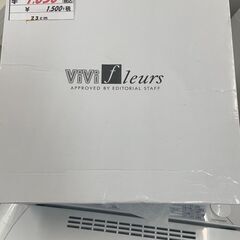 ¥ 1,500+税
23cm
ViVi fleurs
APPROVED BY EDITORIAL STAFF